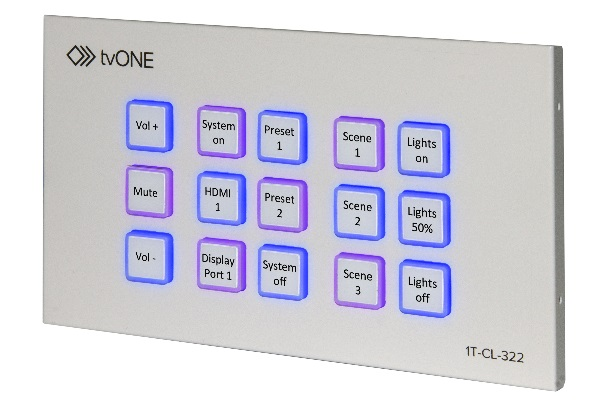 tvONE
Vol +
System
on
Preset
1
Scene
1
Lights
on
Mute
HDMI
1
Preset
2
Scene
2
Lights
50%
Vol -
Display
Port 1
System
off
Scene
3
Lights
off
1T-CL-322